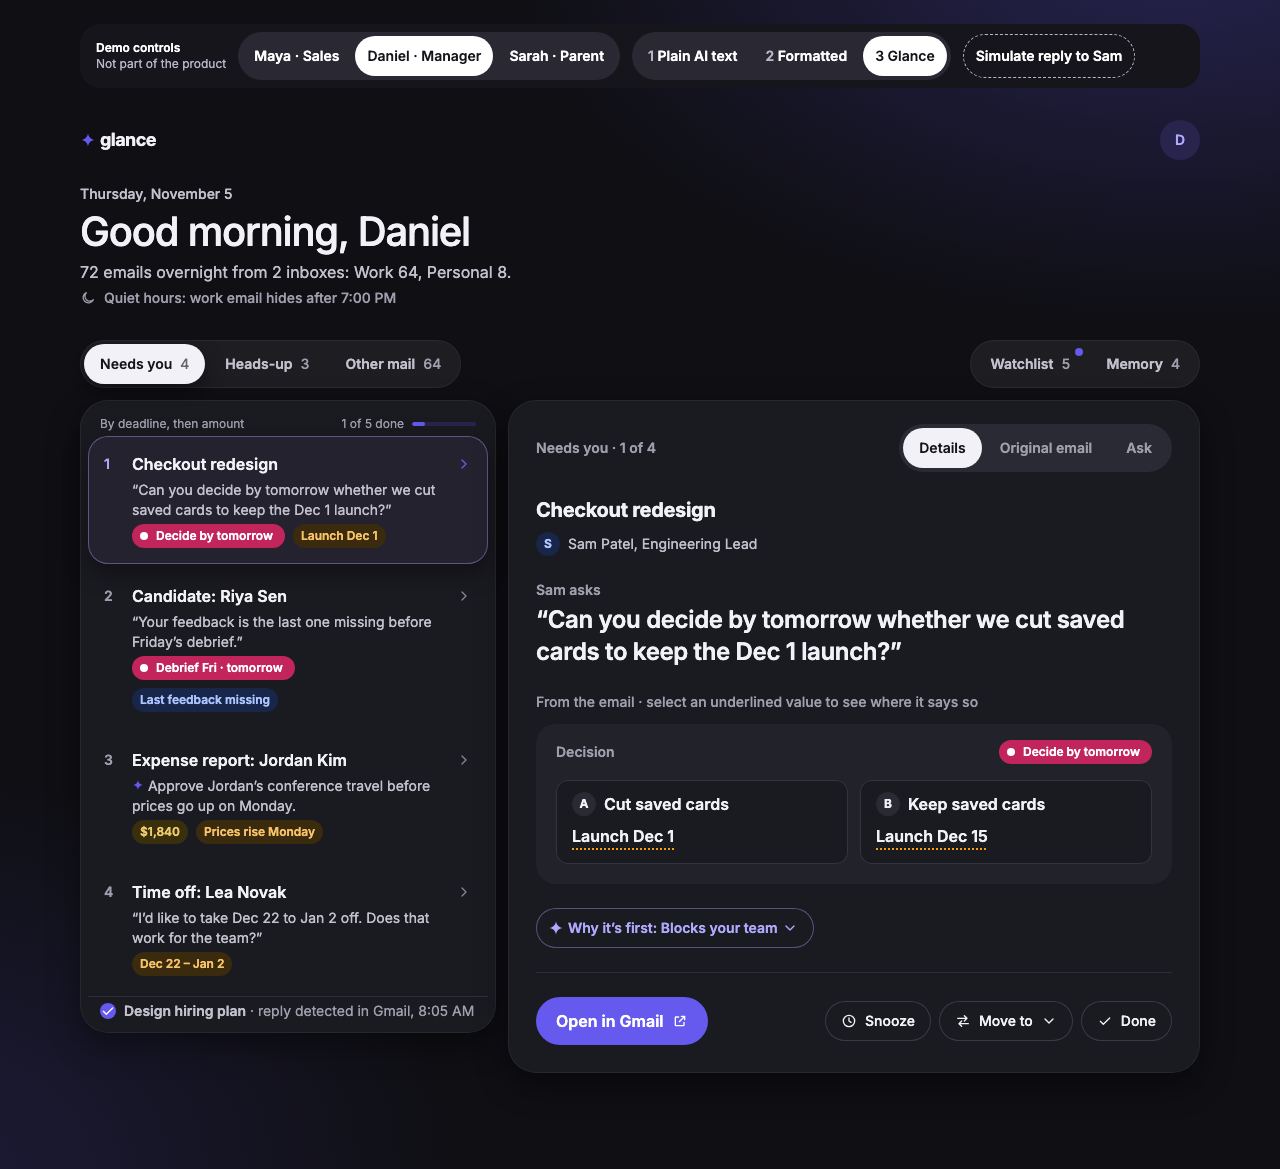 Demo controls
Not part of the product
Maya · Sales
Daniel · Manager
Sarah · Parent
1 Plain AI text
2 Formatted
3 Glance
Simulate reply to Sam
glance
D
Thursday, November 5
Good morning, Daniel
72 emails overnight from 2 inboxes: Work 64, Personal 8.
Quiet hours: work email hides after 7:00 PM
Needs you 4
Heads-up 3
Other mail 64
Watchlist 5
Memory 4
By deadline, then amount
1 of 5 done
1 Checkout redesign
“Can you decide by tomorrow whether we cut
saved cards to keep the Dec 1 launch?”
Decide by tomorrow
Launch Dec 1
2 Candidate: Riya Sen
“Your feedback is the last one missing before
Friday’s debrief.”
Debrief Fri · tomorrow
Last feedback missing
3 Expense report: Jordan Kim
Approve Jordan’s conference travel before
prices go up on Monday.
$1,840
Prices rise Monday
4 Time off: Lea Novak
“I’d like to take Dec 22 to Jan 2 off. Does that
work for the team?”
Dec 22 – Jan 2
Design hiring plan · reply detected in Gmail, 8:05 AM
Needs you · 1 of 4
Details
Original email
Ask
Checkout redesign
S
Sam Patel, Engineering Lead
Sam asks
“Can you decide by tomorrow whether we cut saved
cards to keep the Dec 1 launch?”
From the email · select an underlined value to see where it says so
Decision
Decide by tomorrow
A Cut saved cards
Launch Dec 1
B Keep saved cards
Launch Dec 15
Why it’s first: Blocks your team
Open in Gmail
Snooze
Move to
Done